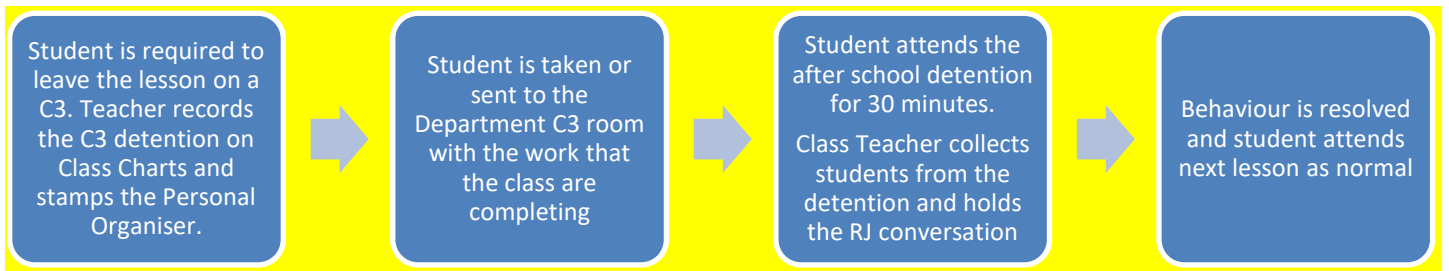 Student is required to
leave the lesson on a
C3. Teacher records
the C3 detention on
Class Charts and
stamps the Personal
Organiser.
Student is taken or
sent to the
Department C3 room
with the work that
the class are
completing
Student attends the
after school detention
for 30 minutes.
Class Teacher collects
students from the
detention and holds
the RJ conversation
Behaviour is resolved
and student attends
next lesson as normal